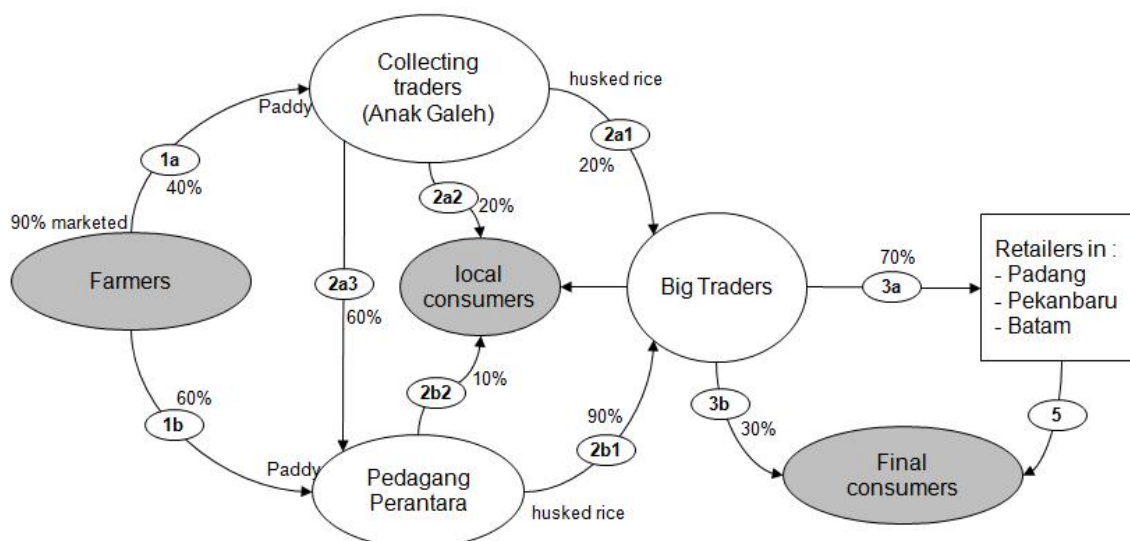 Collecting
traders
(Anak Galeh)
husked rice
Paddy
2a1
20%
1a
40%
2a2
20%
90% marketed
Farmers
2a3
60%
local
consumers
Big Traders
70%
3a
Retailers in :
- Padang
- Pekanbaru
- Batam
2b2
10%
60%
1b
90%
2b1
3b
30%
5
Paddy
Pedagang
Perantara
husked rice
Final
consumers